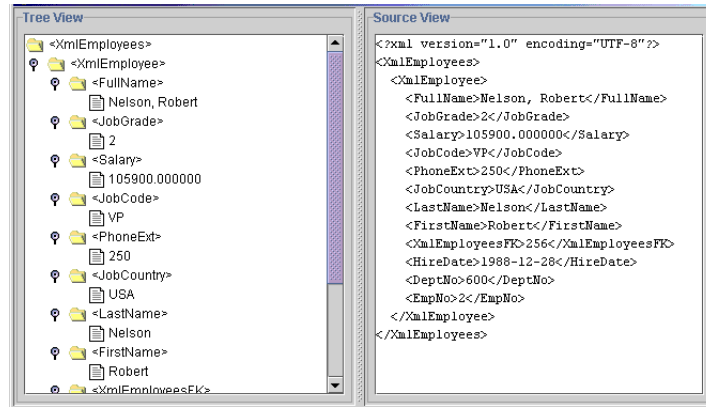 Tree View
<XmlEmployees>
<XmlEmployee>
<FullName>
Nelson, Robert
<JobGrade>
2
<Salary>
105900.000000
<JobCode>
VP
<PhoneExt>
250
<JobCountry>
USA
<LastName>
Nelson
<FirstName>
Robert
<XmlEmployeesFK>
Source View
<?xml version="1.0" encoding="UTF-8"?>
<XmlEmployees>
<XmlEmployee>
<FullName>Nelson, Robert</FullName>
<JobGrade>2</JobGrade>
<Salary>105900.000000</Salary>
<JobCode>VP</JobCode>
<PhoneExt>250</PhoneExt>
<JobCountry>USA</JobCountry>
<LastName>Nelson</LastName>
<FirstName>Robert</FirstName>
<XmlEmployeesFK>256</XmlEmployeesFK>
<HireDate>1988-12-28</HireDate>
<DeptNo>600</DeptNo>
<EmpNo>2</EmpNo>
</XmlEmployee>
</XmlEmployees>